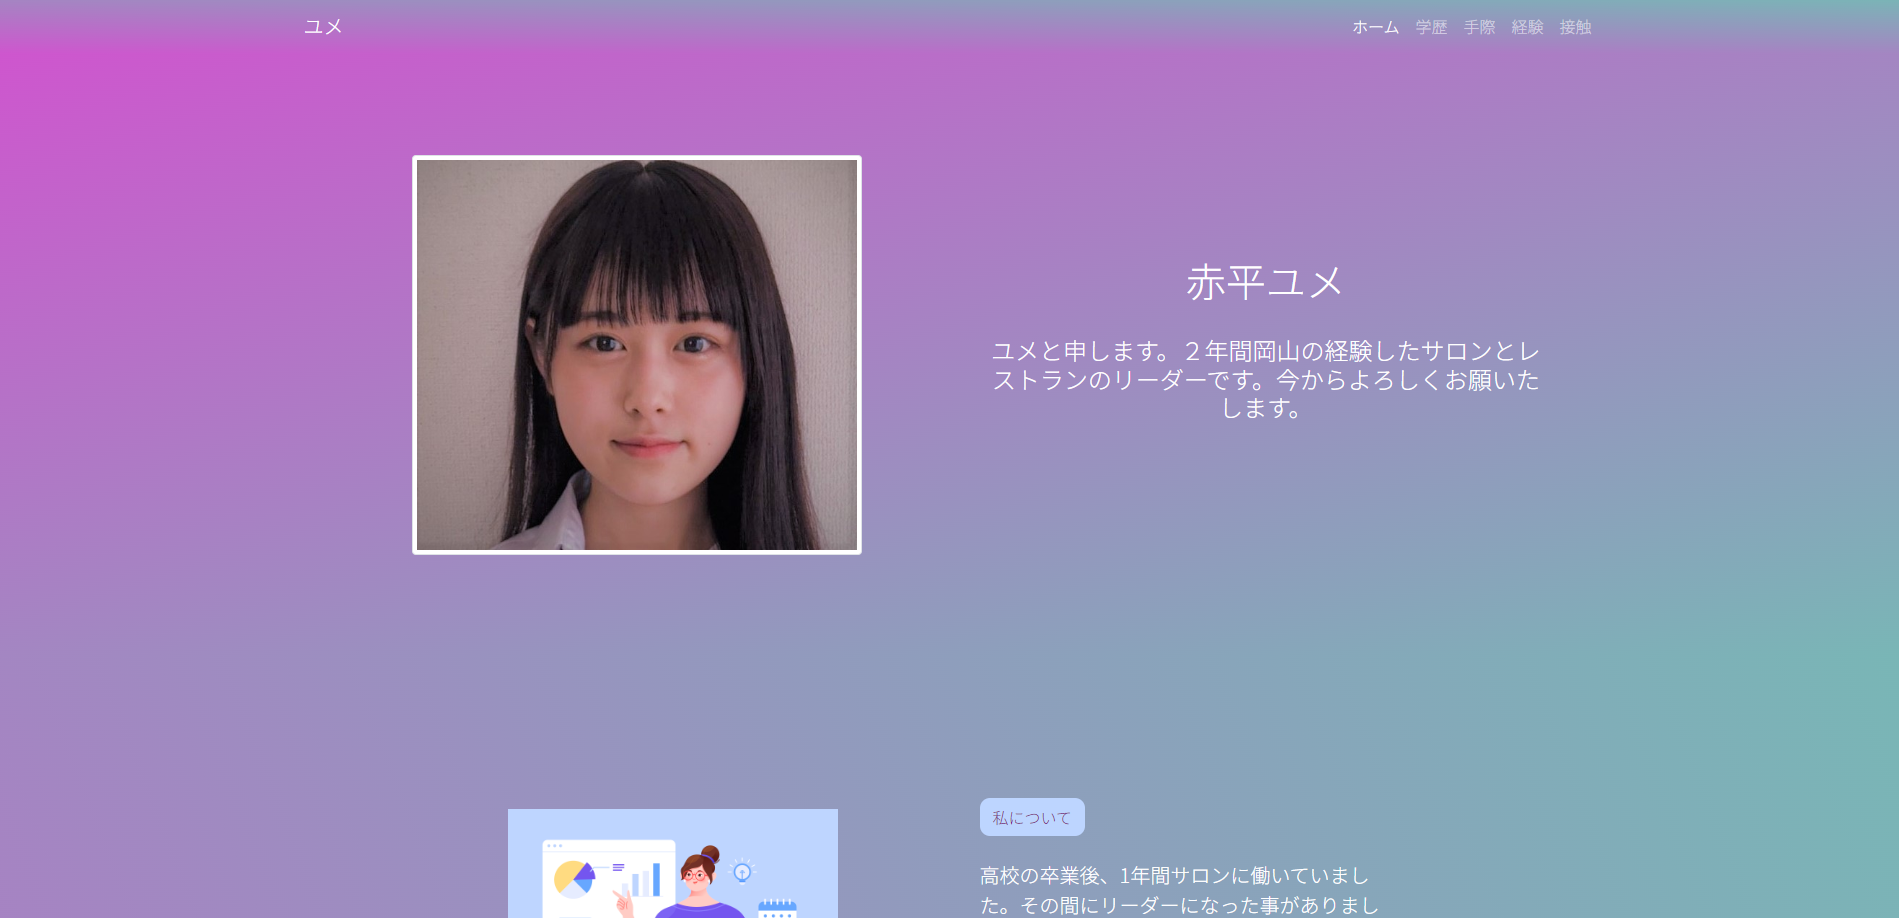 ユメ
ホーム 学歴 手際 経験 接触
赤平ユメ
ユメと申します。２年間岡山の経験したサロンとレ
ストランのリーダーです。今からよろしくお願いた
します。
私について
高校の卒業後、1年間サロンに働いていまし
た。その間にリーダーになった事がありまし